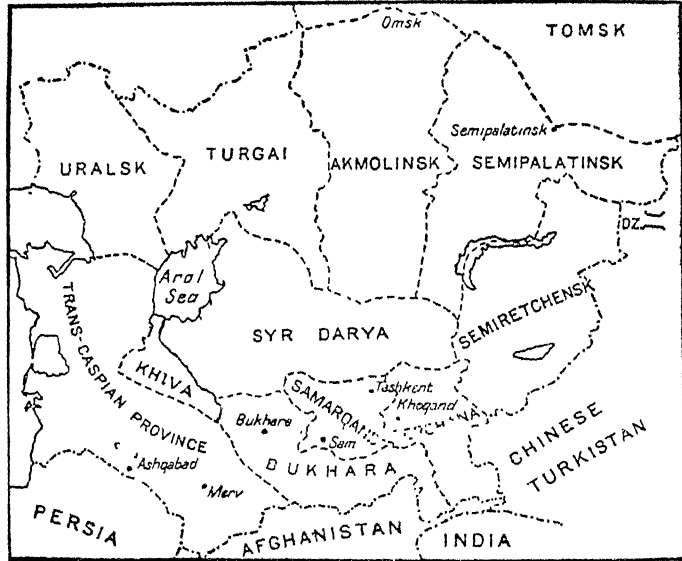 Omsk
TOMSK
Semipalatinsk
URALSK
TURGAI
AKMOLINSK
SEMIPALATINSK
DZ.
Aral
Sea
TRANS-CASPIAN PROVINCE
SYR DARYA
SEMIRETCHENSK
KHIVA
Tashkent
SAMARQAND
Khoqand
Bukhara
Sam
BUKHARA
CHINESE
TURKISTAN
Ashqabad
Merv
PERSIA
AFGHANISTAN
INDIA